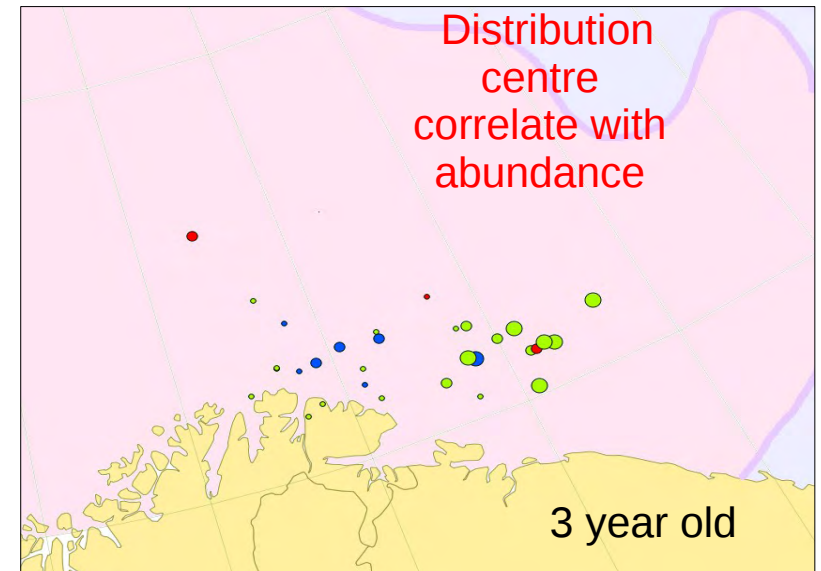 Distribution
centre
correlate with
abundance
3 year old